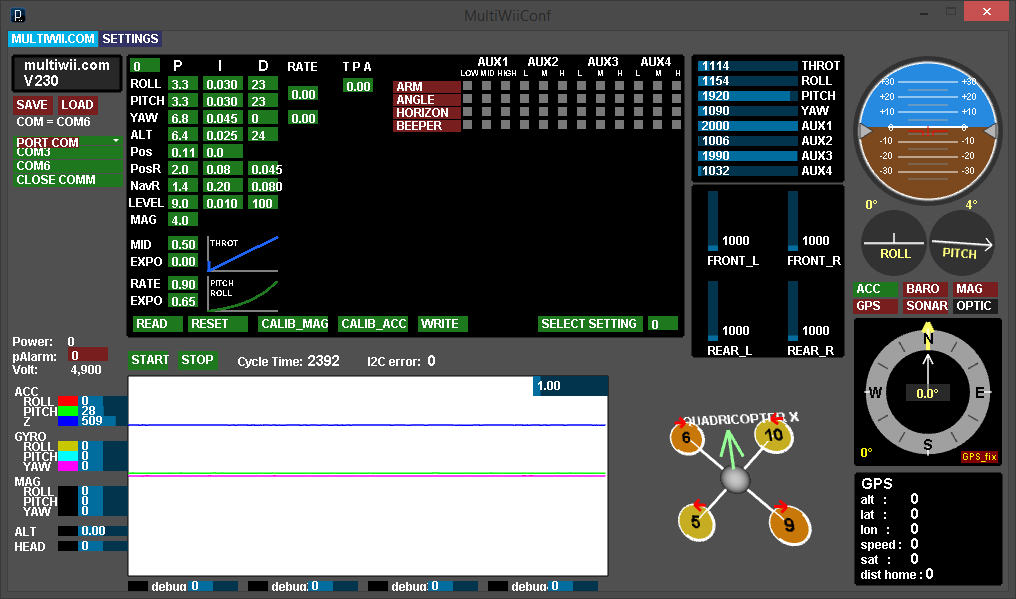 MultiWiiConf
MULTIWII.COM SETTINGS
multiwii.com
V230
SAVE LOAD
COM = COM6
PORT COM
COM3
COM6
CLOSE COMM
0 P I D RATE T P A
ROLL 3.3 0.030 23 0.00 0.00
PITCH 3.3 0.030 23
YAW 6.8 0.045 0 0.00
ALT 6.4 0.025 24
Pos 0.11 0.0
PosR 2.0 0.08 0.045
NavR 1.4 0.20 0.080
LEVEL 9.0 0.010 100
MAG 4.0
MID 0.50 THROT
EXPO 0.00
RATE 0.90 PITCH
ROLL
EXPO 0.65
AUX1 AUX2 AUX3 AUX4
LOW MID HIGH L M H L M H L M H
ARM
ANGLE
HORIZON
BEEPER
READ RESET CALIB_MAG CALIB_ACC WRITE SELECT SETTING 0
1114 THROT
1154 ROLL
1920 PITCH
1090 YAW
2000 AUX1
1006 AUX2
1990 AUX3
1032 AUX4
1000 1000
FRONT_L FRONT_R
1000 1000
REAR_L REAR_R
+30 +30
+20 +20
+10 +10
0 0
-10 -10
-20 -20
-30 -30
0° 4°
ROLL PITCH
ACC BARO MAG
GPS SONAR OPTIC
N
W 0.0° E
S
0° GPS_fix
GPS
alt : 0
lat : 0
lon : 0
speed : 0
sat : 0
dist home : 0
Power: 0
pAlarm: 0
Volt: 4,900
START STOP Cycle Time: 2392 I2C error: 0
1.00
ACC
ROLL 0
PITCH 28
Z 509
GYRO
ROLL 0
PITCH 0
YAW 0
MAG
ROLL 0
PITCH 0
YAW 0
ALT 0.00
HEAD 0
debug 0 debug 0 debug 0 debug 0
QUADRICOPTER X
6 10
5 9